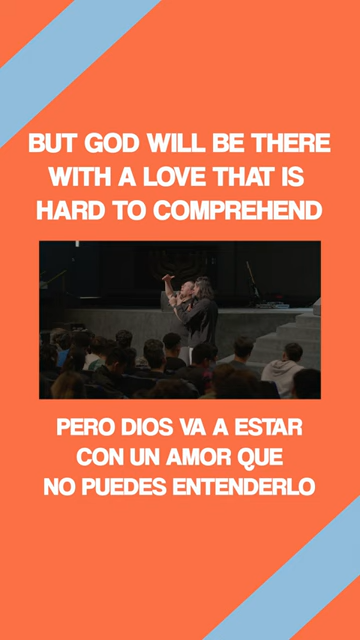 BUT GOD WILL BE THERE
WITH A LOVE THAT IS
HARD TO COMPREHEND
PERO DIOS VA A ESTAR
CON UN AMOR QUE
NO PUEDES ENTENDERLO